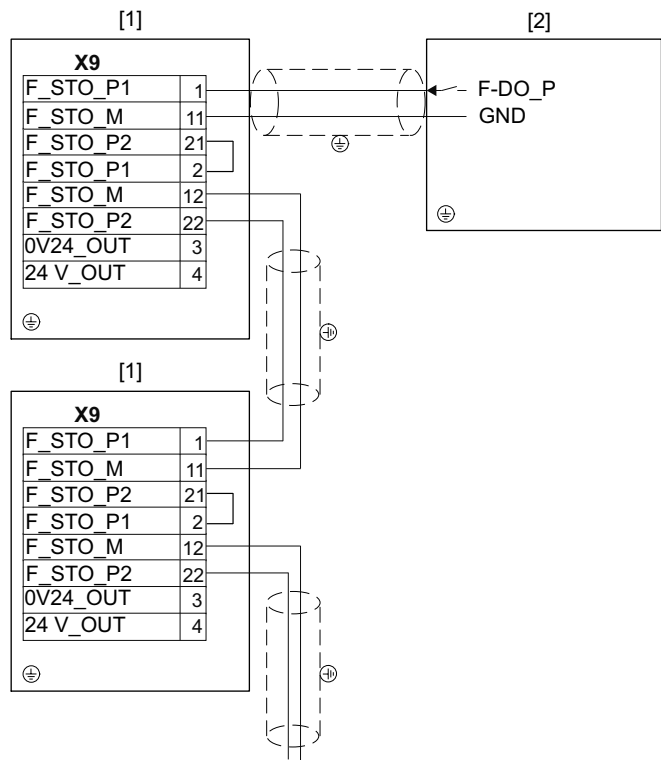 [1]
[2]
X9
F_STO_P1 1
F_STO_M 11
F_STO_P2 21
F_STO_P1 2
F_STO_M 12
F_STO_P2 22
0V24_OUT 3
24 V_OUT 4
F-DO_P
GND
[1]
X9
F_STO_P1 1
F_STO_M 11
F_STO_P2 21
F_STO_P1 2
F_STO_M 12
F_STO_P2 22
0V24_OUT 3
24 V_OUT 4